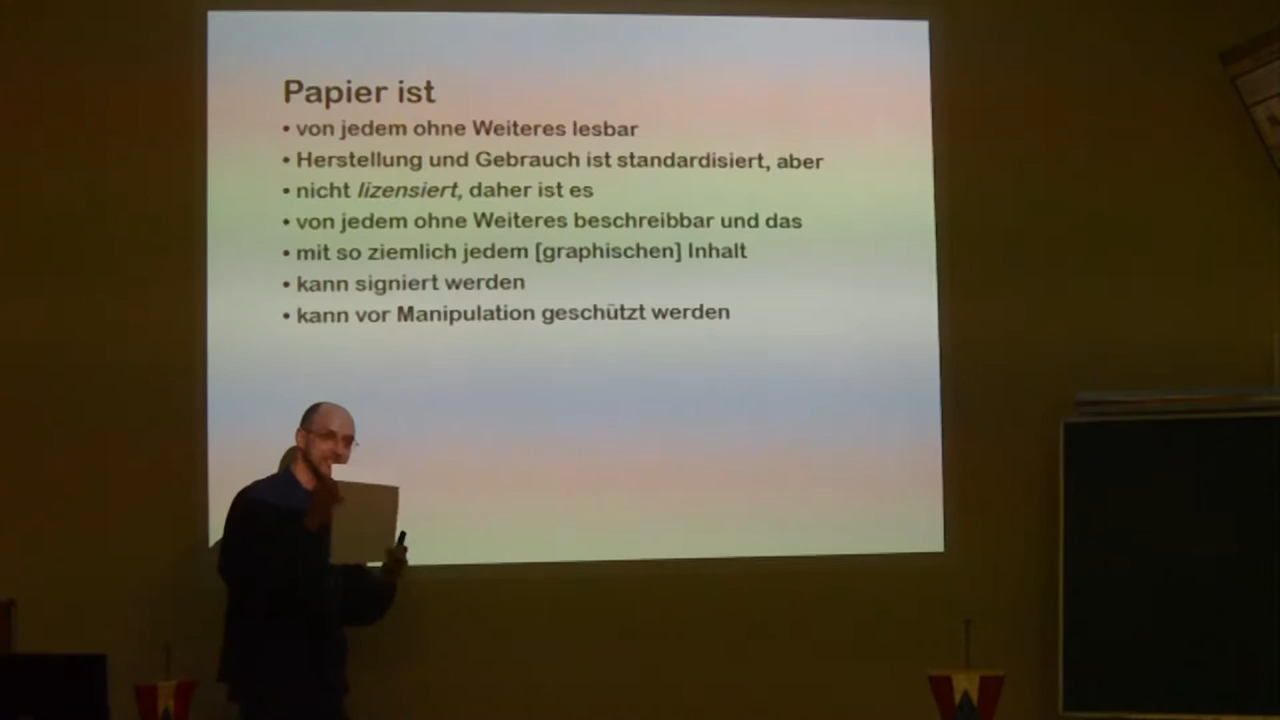 Papier ist
• von jedem ohne Weiteres lesbar
• Herstellung und Gebrauch ist standardisiert, aber
• nicht lizensiert, daher ist es
• von jedem ohne Weiteres beschreibbar und das
• mit so ziemlich jedem [graphischen] Inhalt
• kann signiert werden
• kann vor Manipulation geschützt werden